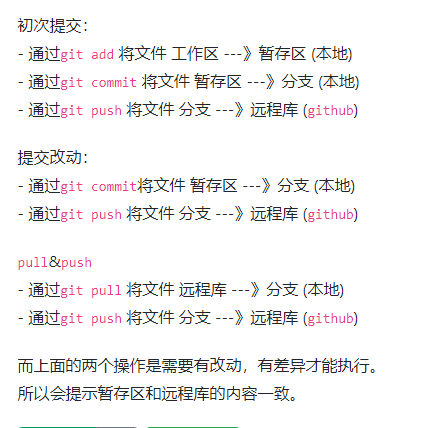 初次提交：
- 通过git add 将文件 工作区 ---》暂存区 (本地)
- 通过git commit 将文件 暂存区 ---》分支 (本地)
- 通过git push 将文件 分支 ---》远程库 (github)
提交改动：
- 通过git commit将文件 暂存区 ---》分支 (本地)
- 通过git push 将文件 分支 ---》远程库 (github)
pull&push
- 通过git pull 将文件 远程库 ---》分支 (本地)
- 通过git push 将文件 分支 ---》远程库 (github)
而上面的两个操作是需要有改动，有差异才能执行。
所以会提示暂存区和远程库的内容一致。